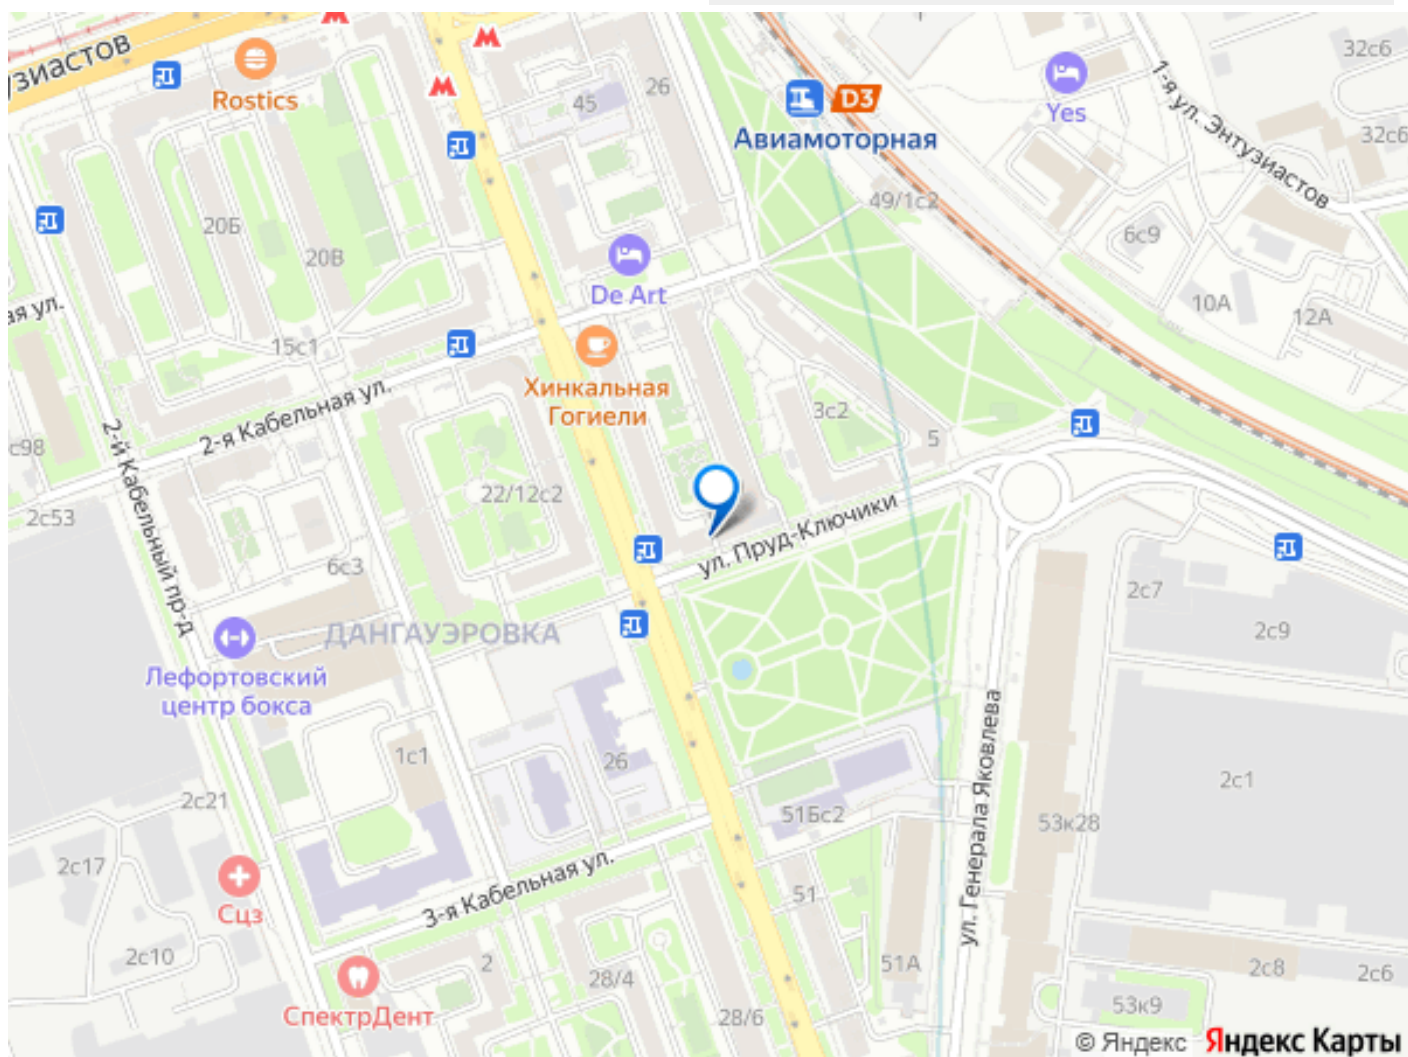 узиастов
Rostics
45
26
D3
Авиамоторная
Yes
1-я ул. Энтузиастов
32с6
32с6
49/1с2
6с9
20Б
20В
De Art
10А
12А
ая ул.
15с1
2-я Кабельная ул.
Хинкальная
Гогиели
3с2
5
с98
2-й Кабельный пр-д
22/12с2
2с53
ул. Пруд-Ключики
6с3
ДАНГАУЭРОВКА
2с7
2с9
Лефортовский
центр бокса
1с1
26
ул. Генерала Яковлева
2с1
2с21
51Бс2
53к28
2с17
3-я Кабельная ул.
51
Сцз
2с10
2
28/4
51А
2с8
2с6
СпектрДент
28/6
53к9
© Яндекс Яндекс Карты